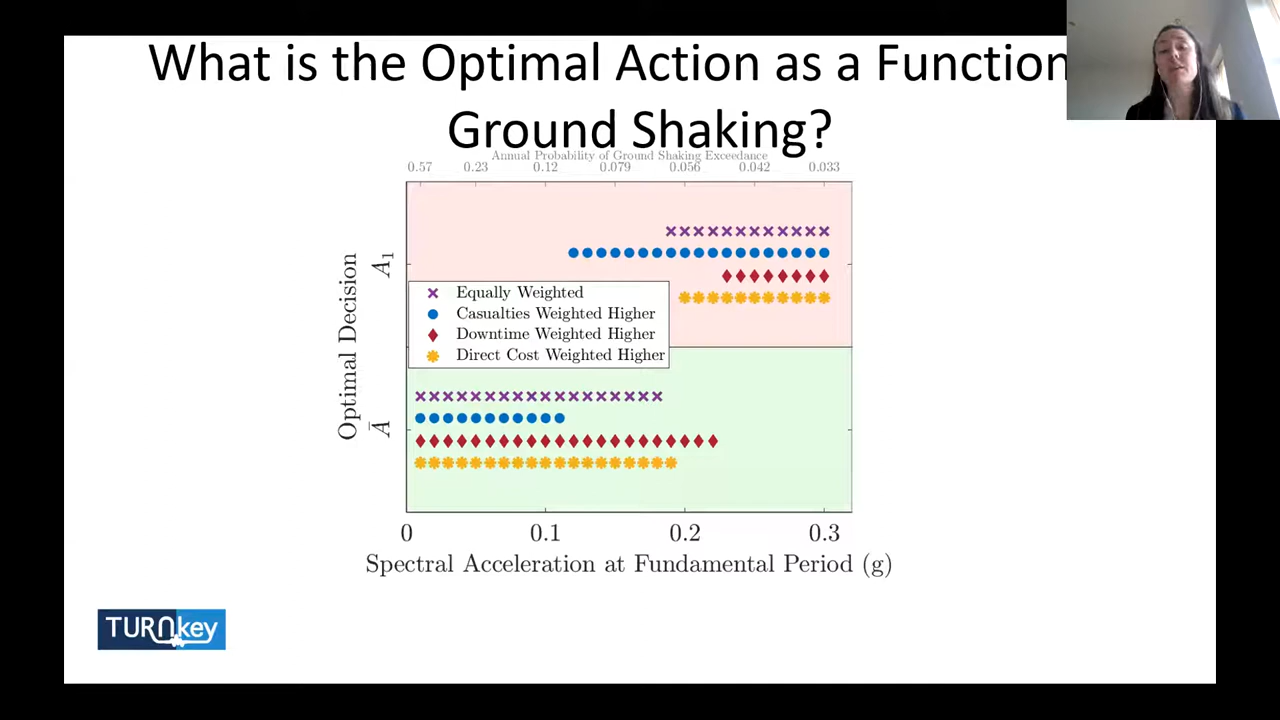 What is the Optimal Action as a Function
Ground Shaking?
Annual Probability of Ground Shaking Exceedance
0.57 0.23 0.12 0.079 0.056 0.042 0.033
Optimal Decision
A1
Equally Weighted
Casualties Weighted Higher
Downtime Weighted Higher
Direct Cost Weighted Higher
Ā
0 0.1 0.2 0.3
Spectral Acceleration at Fundamental Period (g)
TURNkey